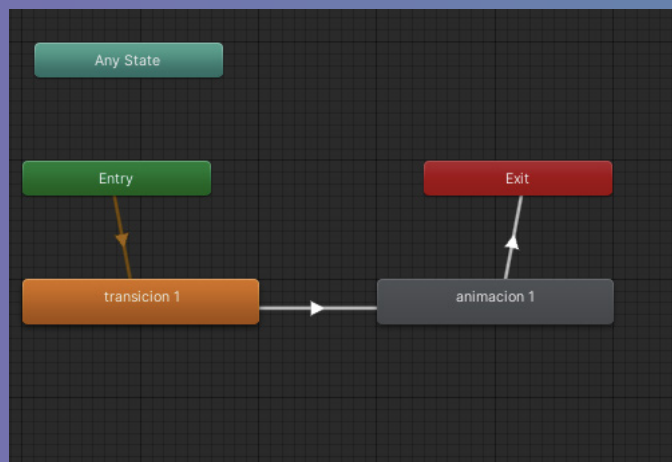 Any State
Entry
Exit
transicion 1
animacion 1